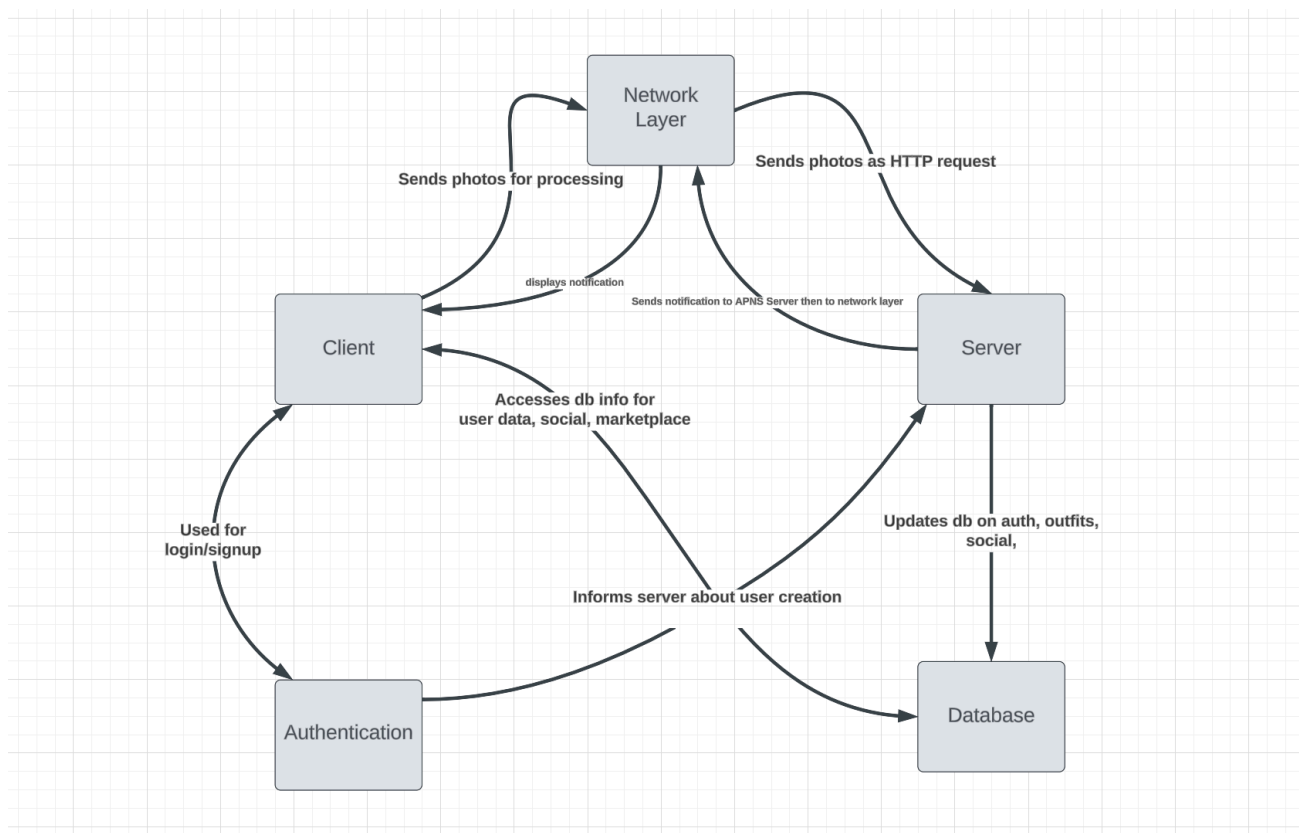 Network
Layer
Sends photos as HTTP request
Sends photos for processing
displays notification
Sends notification to APNS Server then to network layer
Client
Server
Accesses db info for
user data, social, marketplace
Used for
login/signup
Updates db on auth, outfits,
social,
Informs server about user creation
Authentication
Database